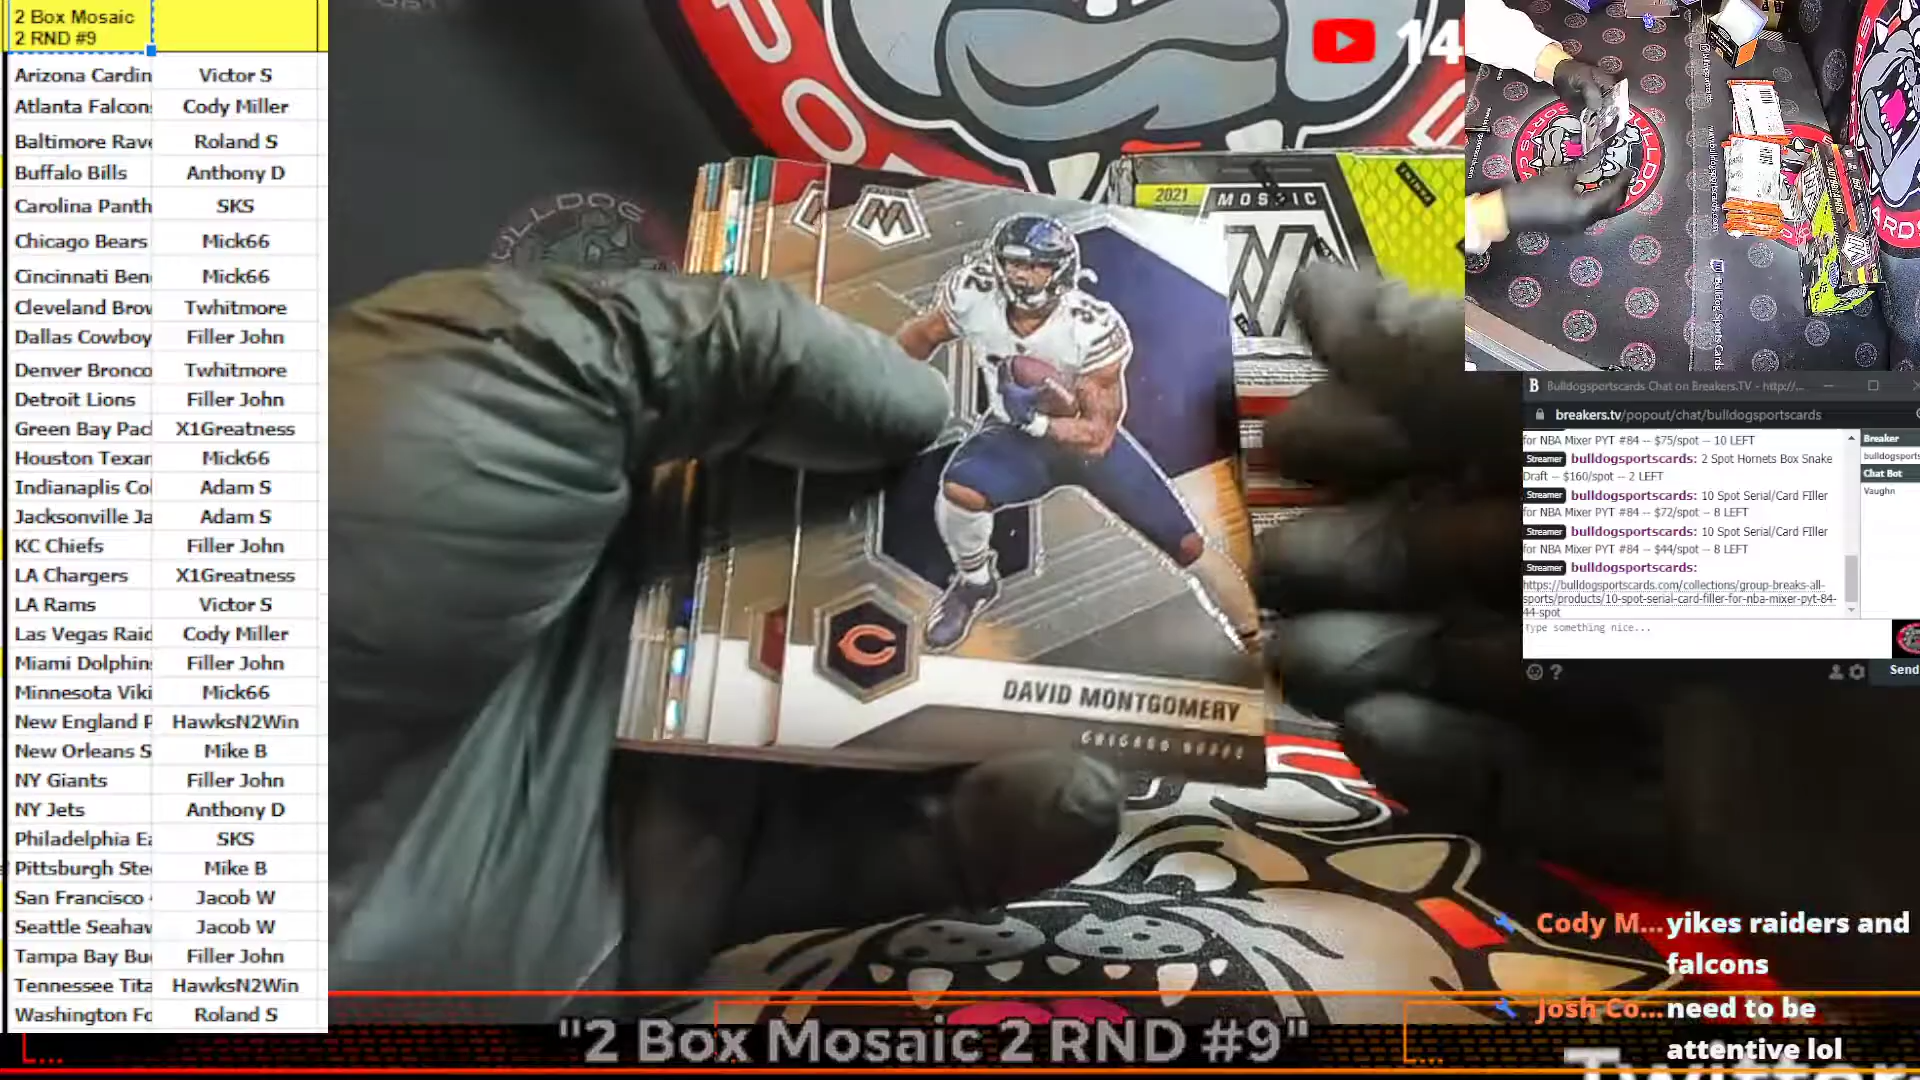 2 Box Mosaic
2 RND #9
Arizona Cardin Victor S
Atlanta Falcon Cody Miller
Baltimore Rave Roland S
Buffalo Bills Anthony D
Carolina Panth SKS
Chicago Bears Mick66
Cincinnati Ben Mick66
Cleveland Brow Twhitmore
Dallas Cowboy Filler John
Denver Bronco Twhitmore
Detroit Lions Filler John
Green Bay Pac X1Greatness
Houston Texar Mick66
Indianaplis Co Adam S
Jacksonville Ja Adam S
KC Chiefs Filler John
LA Chargers X1Greatness
LA Rams Victor S
Las Vegas Raid Cody Miller
Miami Dolphin Filler John
Minnesota Viki Mick66
New England P HawksN2Win
New Orleans S Mike B
NY Giants Filler John
NY Jets Anthony D
Philadelphia Ea SKS
Pittsburgh Ste Mike B
San Francisco Jacob W
Seattle Seahaw Jacob W
Tampa Bay Bu Filler John
Tennessee Tita HawksN2Win
Washington Fo Roland S
BULLDOG
2021
MOSAIC
PRIZM
DAVID MONTGOMERY
CHICAGO BEARS
14
Bulldogsportscards Chat on Breakers.TV - http://...
breakers.tv/popout/chat/bulldogsportscards
for NBA Mixer PYT #84 -- $75/spot -- 10 LEFT
Streamer bulldogsportscards: 2 Spot Hornets Box Snake
Draft -- $160/spot -- 2 LEFT
Streamer bulldogsportscards: 10 Spot Serial/Card FIller
for NBA Mixer PYT #84 -- $72/spot -- 8 LEFT
Streamer bulldogsportscards: 10 Spot Serial/Card FIller
for NBA Mixer PYT #84 -- $44/spot -- 8 LEFT
Streamer bulldogsportscards:
https://bulldogsportscards.com/collections/group-breaks-all-
sports/products/10-spot-serial-card-filler-for-nba-mixer-pyt-84-
44-spot
Type something nice...
Breaker
bulldogsports
Chat Bot
Vaughn
Send
Cody M... yikes raiders and
falcons
Josh Co... need to be
attentive lol
"2 Box Mosaic 2 RND #9"